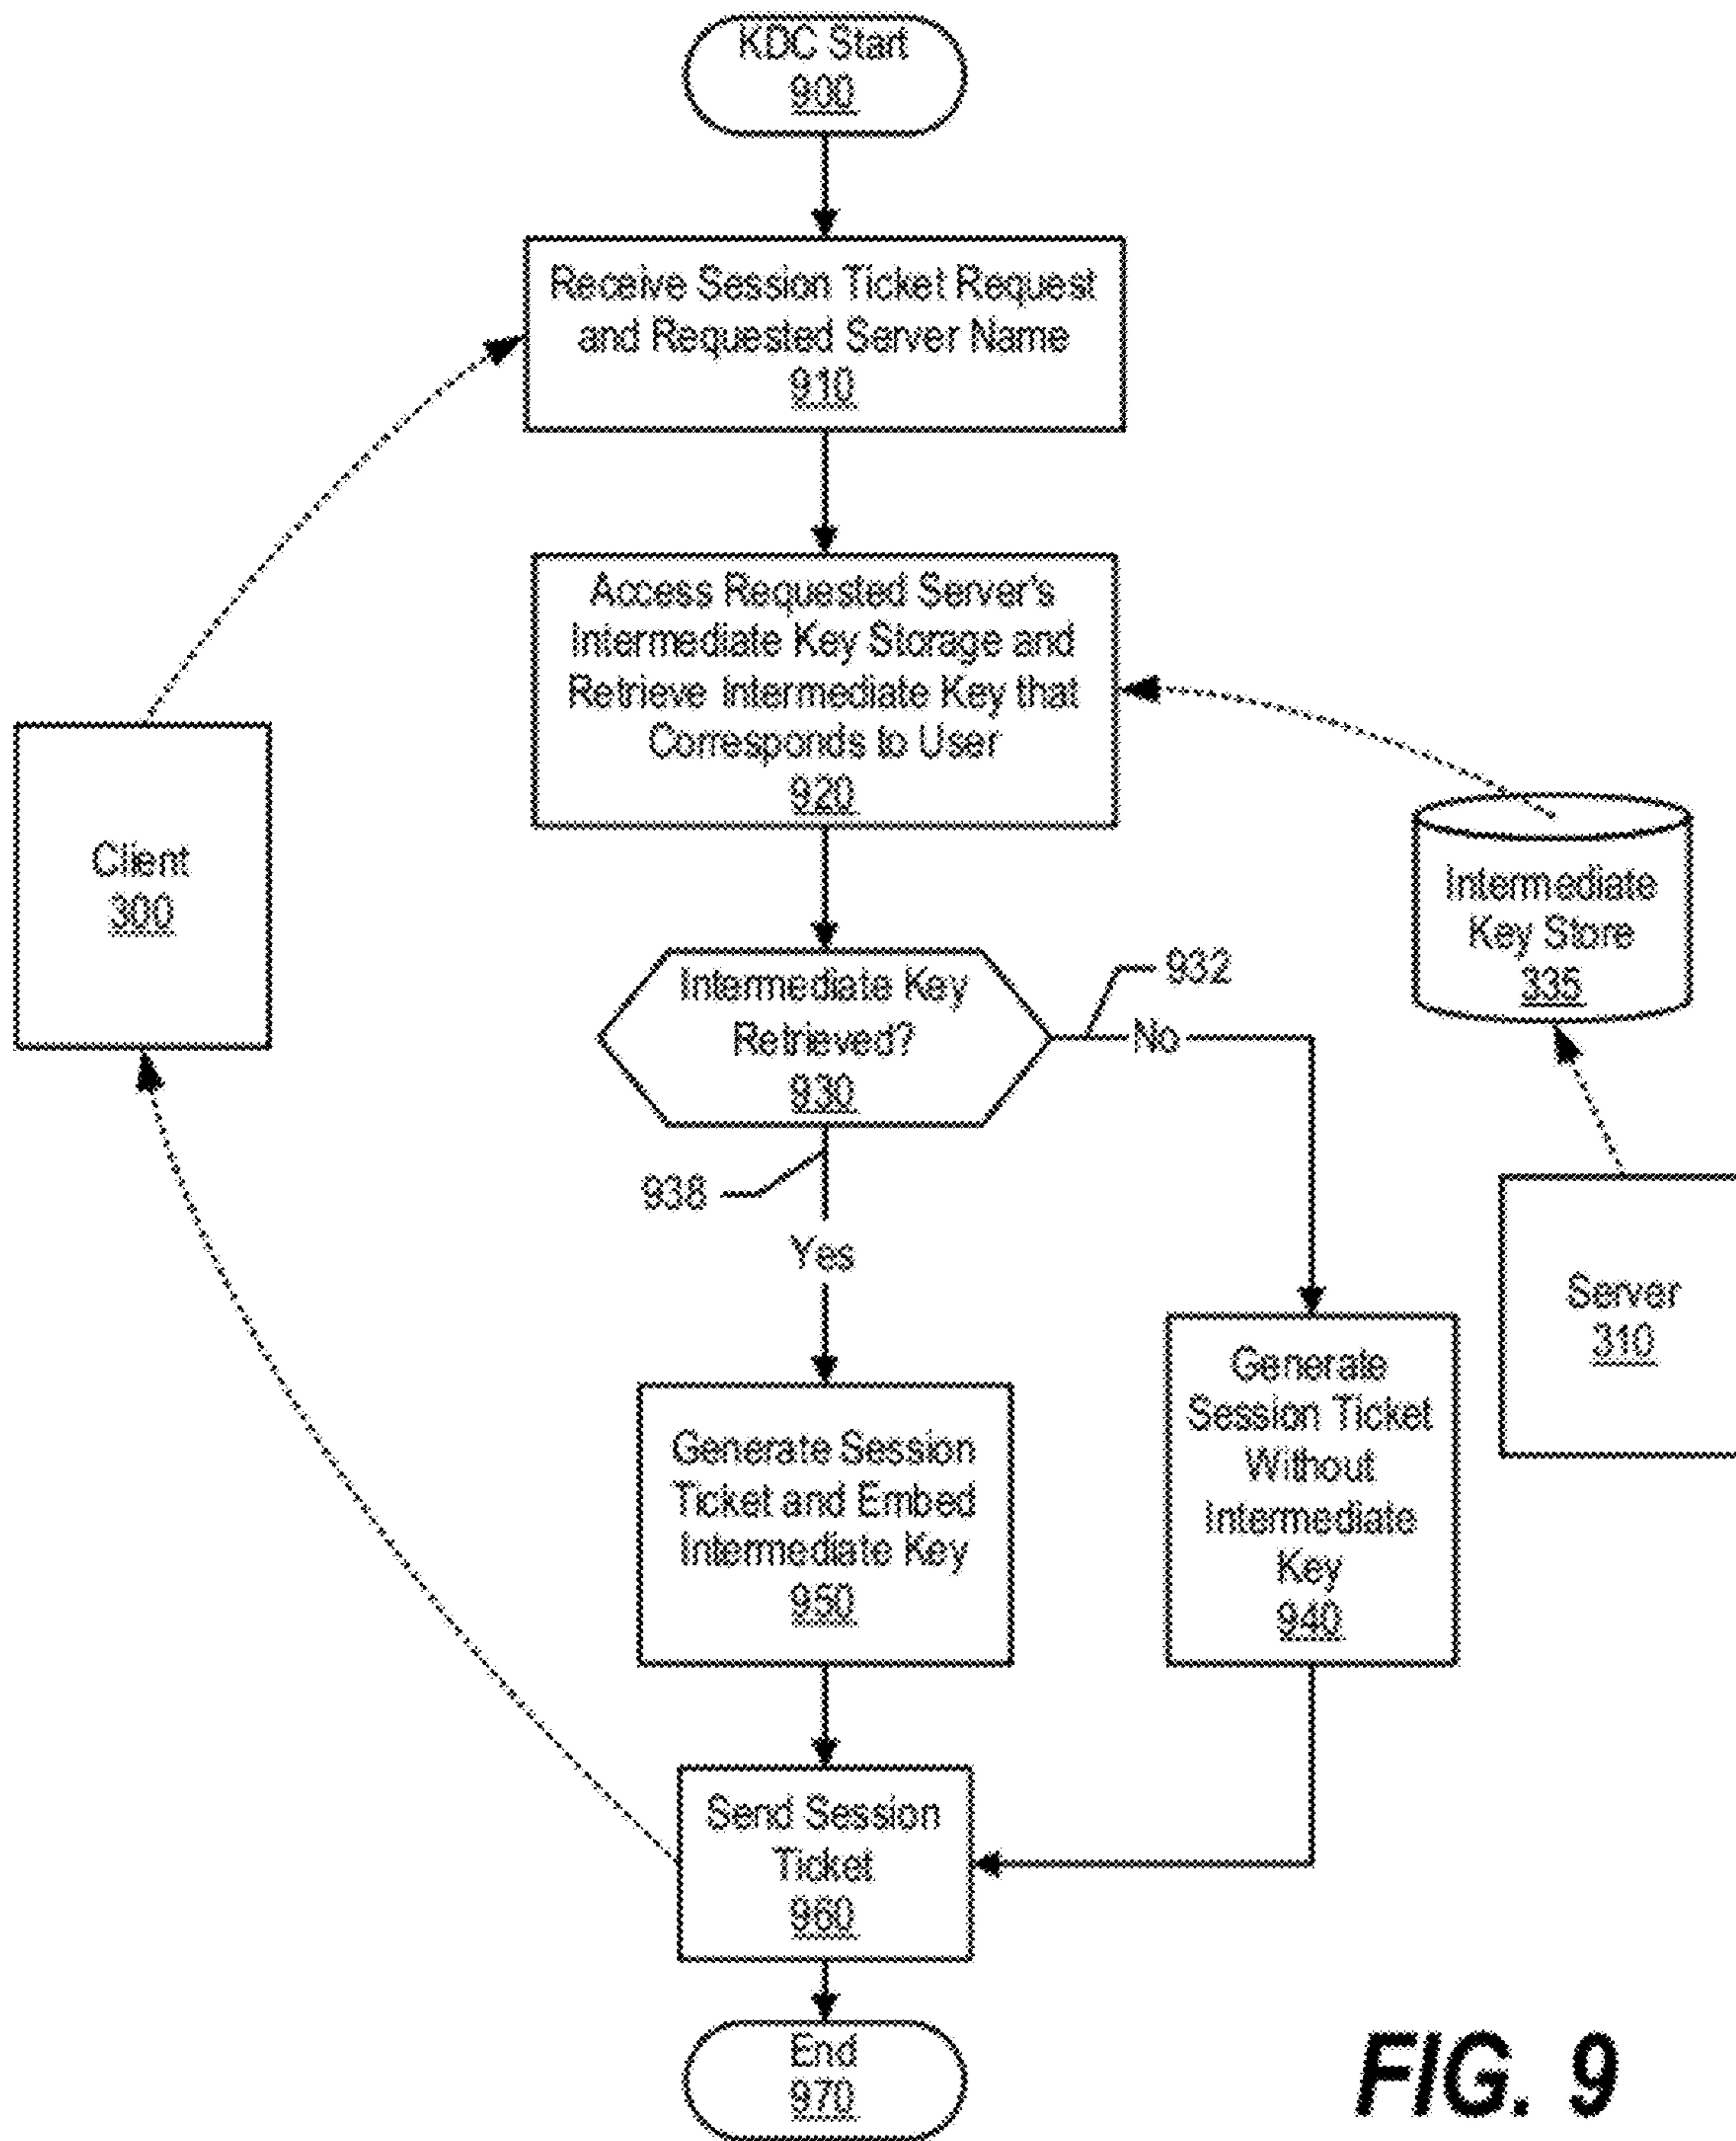 KDC Start
900
Receive Session Ticket Request
and Requested Server Name
910
Access Requested Server's
Intermediate Key Storage and
Retrieve Intermediate Key that
Corresponds to User
920
Client
300
Intermediate
Key Store
335
Intermediate Key
Retrieved?
930
932
No
938
Yes
Server
310
Generate
Session Ticket
Without
Intermediate
Key
940
Generate Session
Ticket and Embed
Intermediate Key
950
Send Session
Ticket
960
End
970
FIG. 9